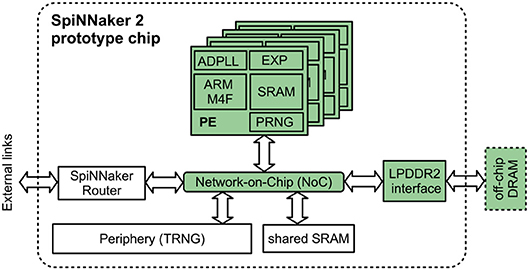 SpiNNaker 2
prototype chip
ADPLL
EXP
ARM
M4F
SRAM
PE
PRNG
External links
SpiNNaker
Router
Network-on-Chip (NoC)
LPDDR2
interface
off-chip
DRAM
Periphery (TRNG)
shared SRAM